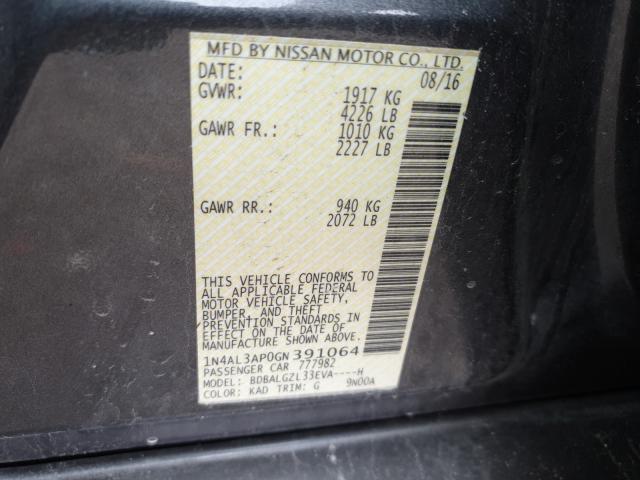 MFD BY NISSAN MOTOR CO., LTD.
DATE: 08/16
GVWR: 1917 KG
4226 LB
GAWR FR.: 1010 KG
2227 LB
GAWR RR.: 940 KG
2072 LB
THIS VEHICLE CONFORMS TO
ALL APPLICABLE FEDERAL
MOTOR VEHICLE SAFETY,
BUMPER, AND THEFT
PREVENTION STANDARDS IN
EFFECT ON THE DATE OF
MANUFACTURE SHOWN ABOVE.
1N4AL3AP0GN391064
PASSENGER CAR 777982
MODEL: BDBALGZL33EVA----H
COLOR: KAD TRIM: G 9N00A